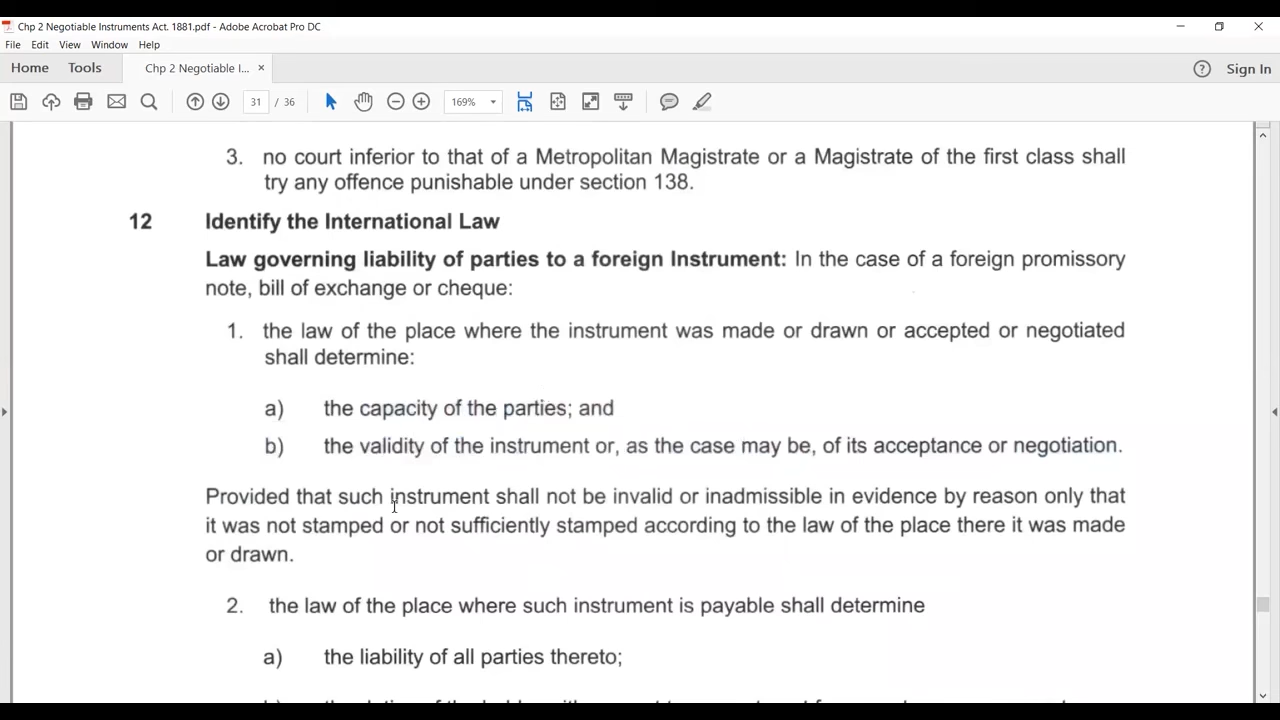 Chp 2 Negotiable Instruments Act. 1881.pdf - Adobe Acrobat Pro DC
File Edit View Window Help
Home Tools Chp 2 Negotiable I... × Sign In
31 / 36 169%
3. no court inferior to that of a Metropolitan Magistrate or a Magistrate of the first class shall
try any offence punishable under section 138.
12 Identify the International Law
Law governing liability of parties to a foreign Instrument: In the case of a foreign promissory
note, bill of exchange or cheque:
1. the law of the place where the instrument was made or drawn or accepted or negotiated
shall determine:
a) the capacity of the parties; and
b) the validity of the instrument or, as the case may be, of its acceptance or negotiation.
Provided that such instrument shall not be invalid or inadmissible in evidence by reason only that
it was not stamped or not sufficiently stamped according to the law of the place there it was made
or drawn.
2. the law of the place where such instrument is payable shall determine
a) the liability of all parties thereto;